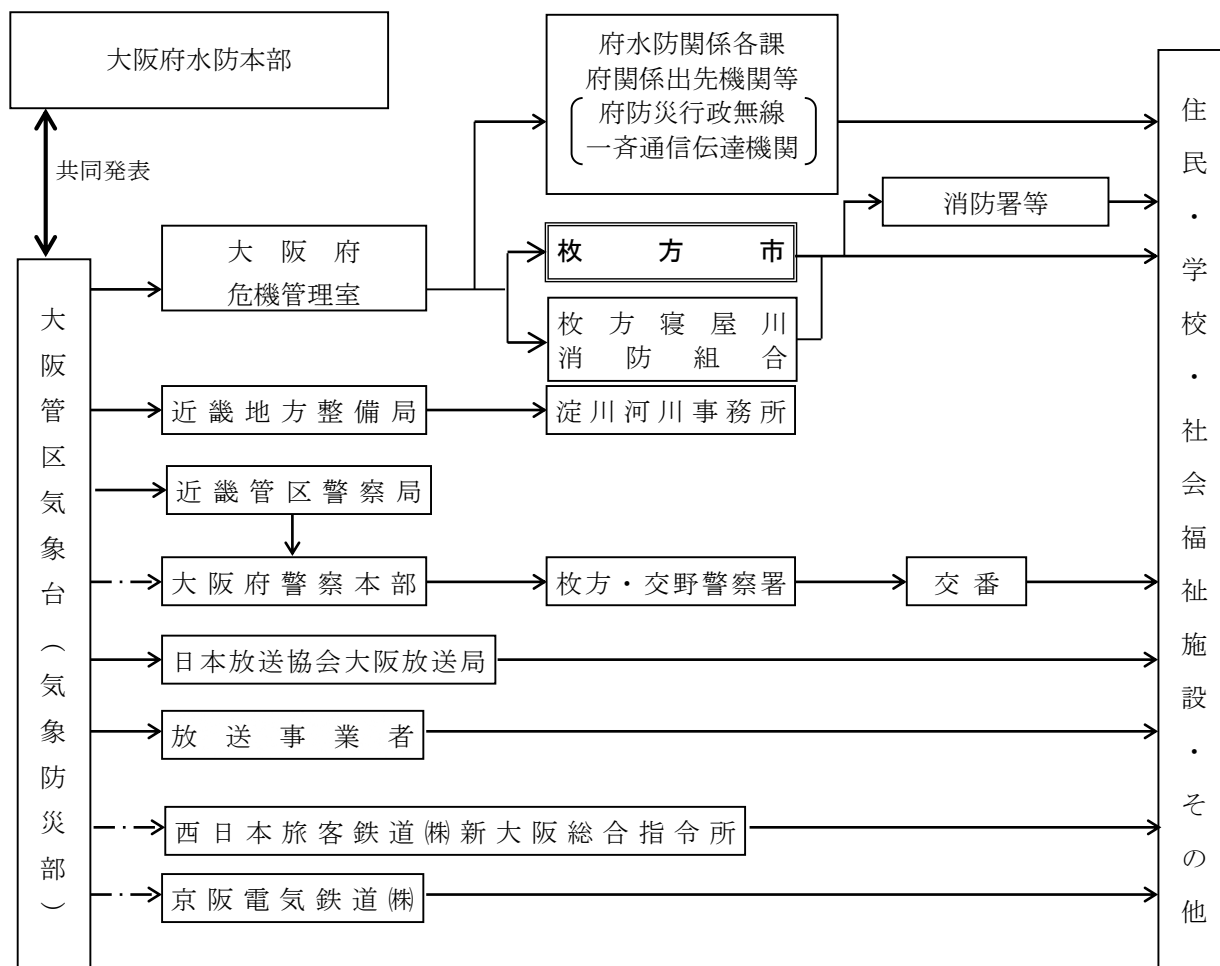 大阪府水防本部
共同発表
大阪管区気象台（気象防災部）
大阪府
危機管理室
府水防関係各課
府関係出先機関等
府防災行政無線
一斉通信伝達機関
枚方市
枚方寝屋川
消防組合
消防署等
近畿地方整備局
淀川河川事務所
近畿管区警察局
大阪府警察本部
枚方・交野警察署
交番
日本放送協会大阪放送局
放送事業者
西日本旅客鉄道㈱新大阪総合指令所
京阪電気鉄道㈱
住民・学校・社会福祉施設・その他